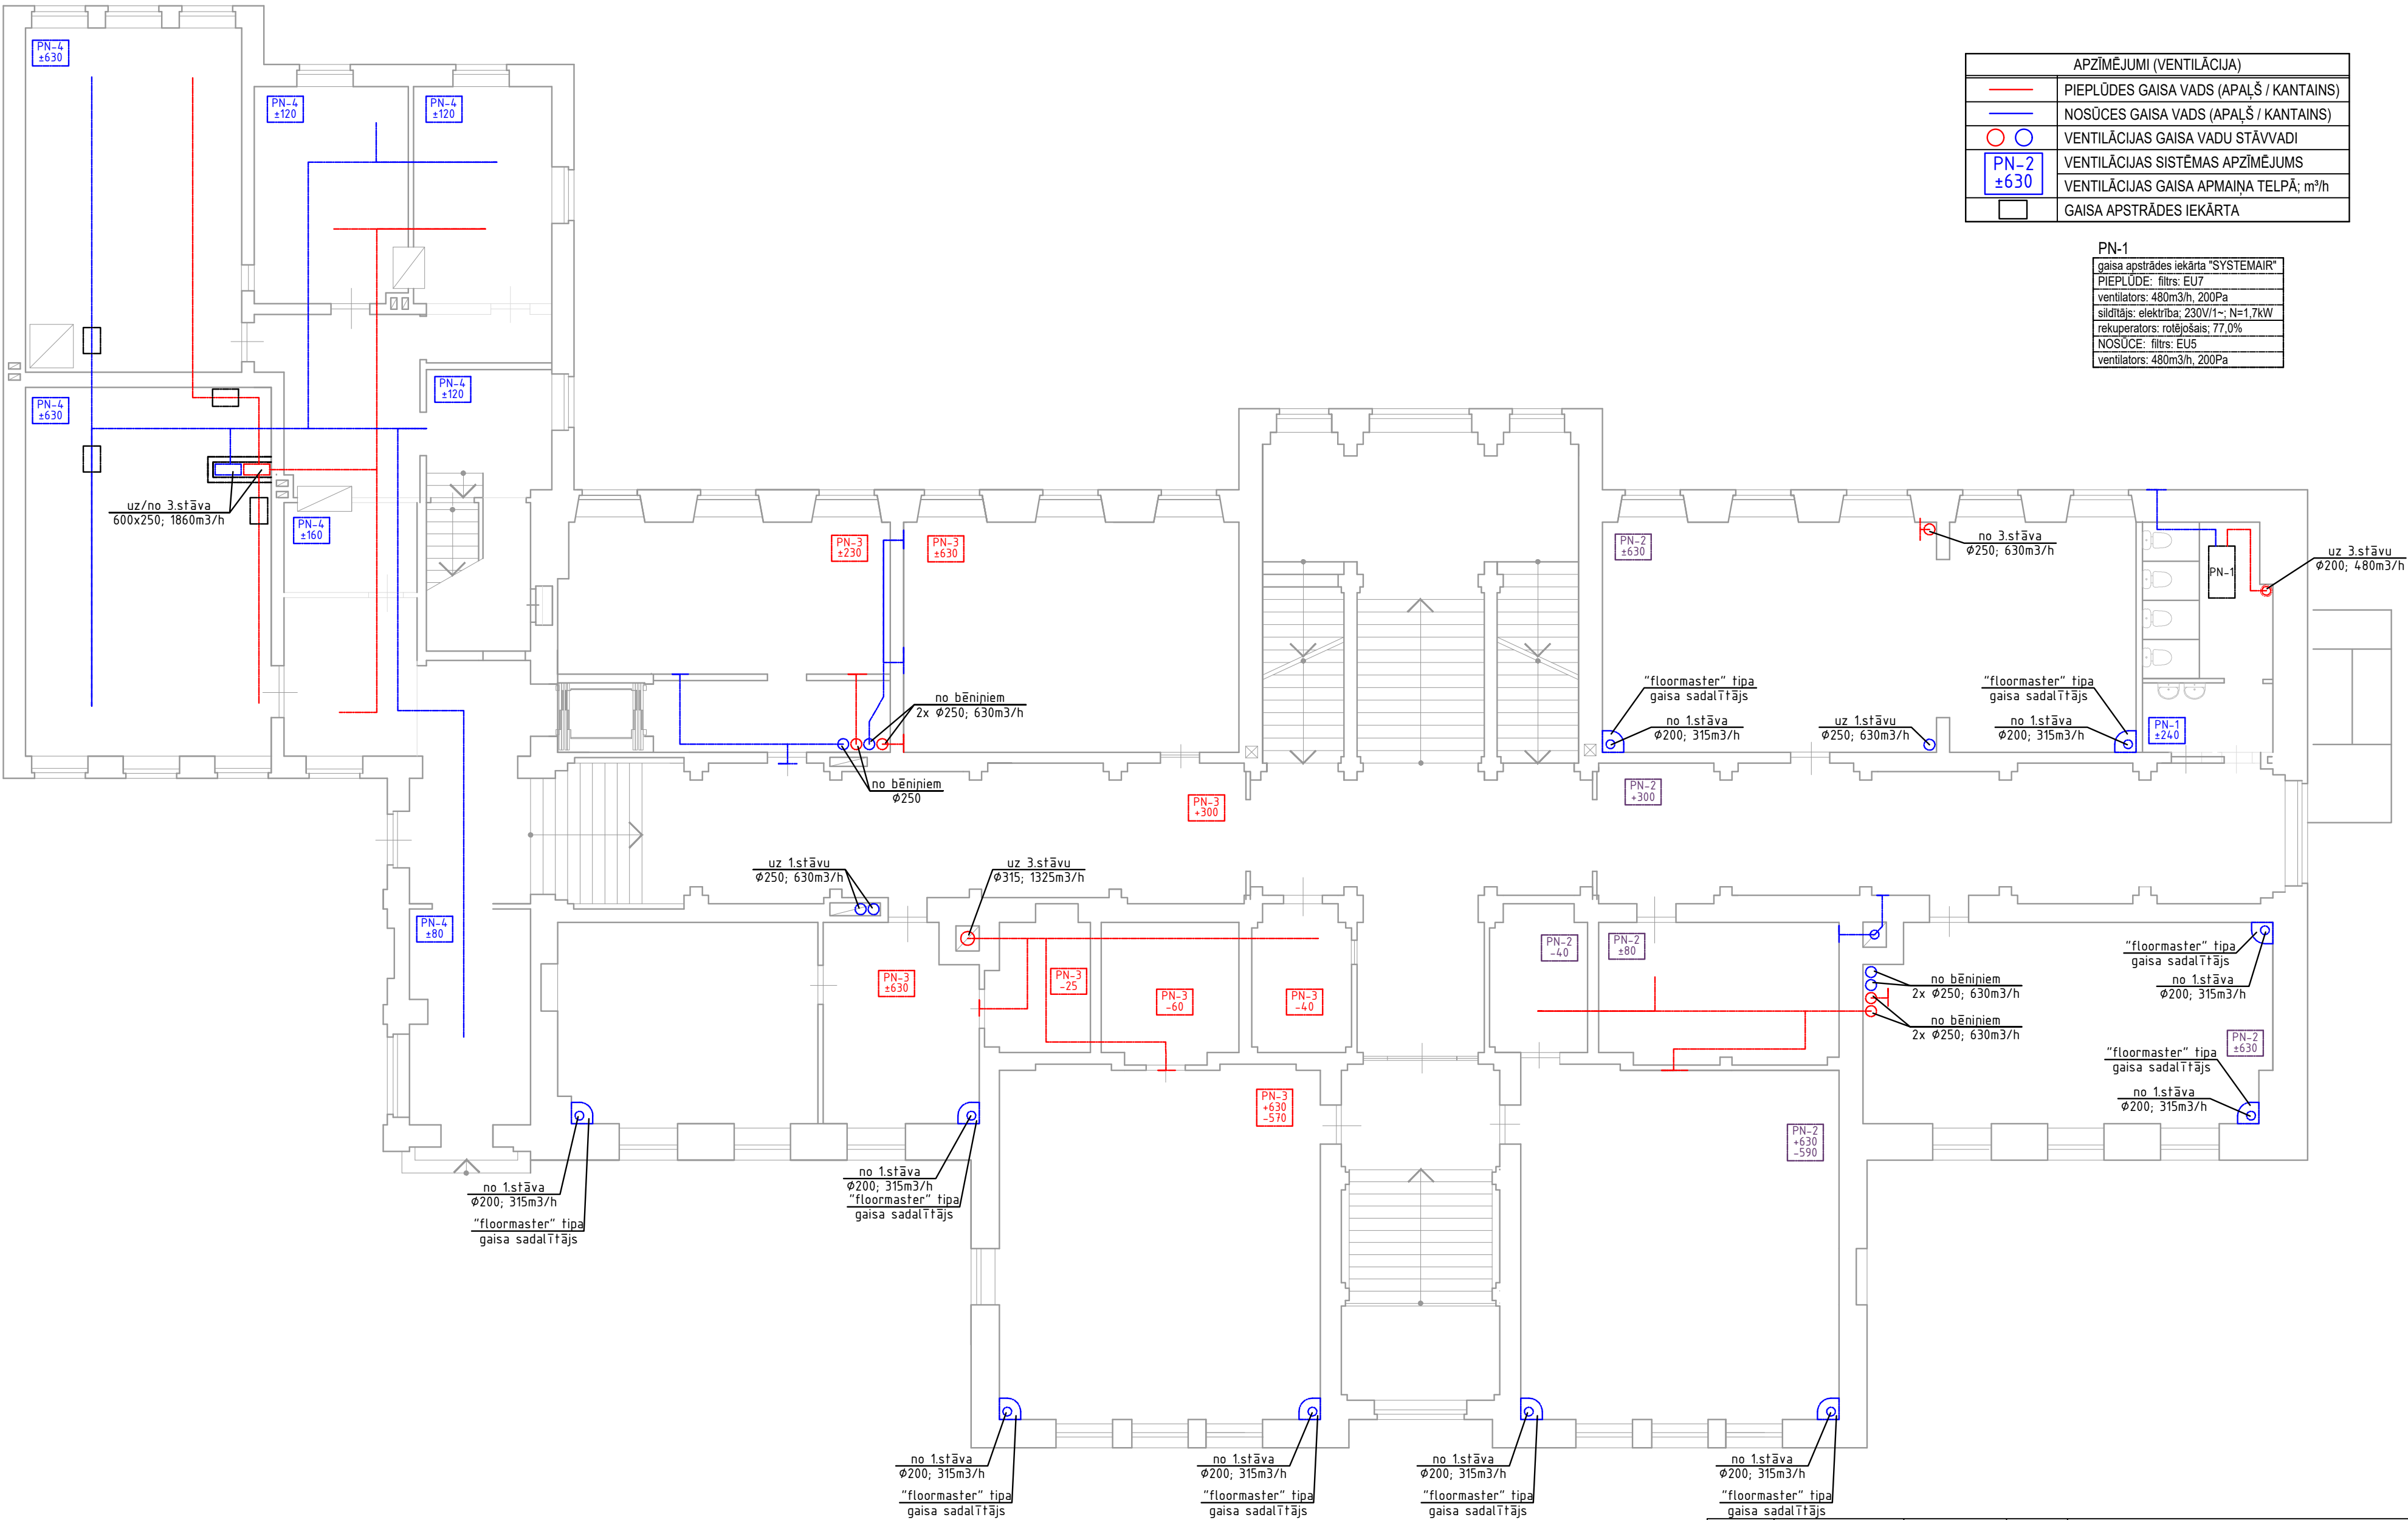 APZĪMĒJUMI (VENTILĀCIJA)
PIEPLŪDES GAISA VADS (APAĻŠ / KANTAINS)
NOSŪCES GAISA VADS (APAĻŠ / KANTAINS)
VENTILĀCIJAS GAISA VADU STĀVVADI
PN-2
±630
VENTILĀCIJAS SISTĒMAS APZĪMĒJUMS
VENTILĀCIJAS GAISA APMAIŅA TELPĀ; m³/h
GAISA APSTRĀDES IEKĀRTA
PN-1
gaisa apstrādes iekārta "SYSTEMAIR"
PIEPLŪDE: filtrs: EU7
ventilators: 480m3/h, 200Pa
sildītājs: elektrība; 230V/1~; N=1,7kW
rekuperators: rotējošais; 77,0%
NOSŪCE: filtrs: EU5
ventilators: 480m3/h, 200Pa
PN-4
±630
PN-4
±120
PN-4
±120
PN-4
±120
PN-4
±630
uz/no 3.stāva
600x250; 1860m3/h
PN-4
±160
PN-3
±230
PN-3
±630
PN-2
±630
no 3.stāva
Φ250; 630m3/h
PN-1
uz 3.stāvu
Φ200; 480m3/h
"floormaster" tipa
gaisa sadalītājs
no 1.stāva
Φ200; 315m3/h
uz 1.stāvu
Φ250; 630m3/h
"floormaster" tipa
gaisa sadalītājs
no 1.stāva
Φ200; 315m3/h
PN-1
±240
no bēniņiem
2x Φ250; 630m3/h
no bēniņiem
Φ250
PN-3
+300
PN-2
+300
uz 1.stāvu
Φ250; 630m3/h
uz 3.stāvu
Φ315; 1325m3/h
PN-4
±80
PN-3
±630
PN-3
-25
PN-3
-60
PN-3
-40
PN-2
-40
PN-2
±80
"floormaster" tipa
gaisa sadalītājs
no 1.stāva
Φ200; 315m3/h
no bēniņiem
2x Φ250; 630m3/h
no bēniņiem
2x Φ250; 630m3/h
PN-2
±630
"floormaster" tipa
gaisa sadalītājs
no 1.stāva
Φ200; 315m3/h
PN-3
+630
-570
PN-2
+630
-590
no 1.stāva
Φ200; 315m3/h
"floormaster" tipa
gaisa sadalītājs
no 1.stāva
Φ200; 315m3/h
"floormaster" tipa
gaisa sadalītājs
no 1.stāva
Φ200; 315m3/h
"floormaster" tipa
gaisa sadalītājs
no 1.stāva
Φ200; 315m3/h
"floormaster" tipa
gaisa sadalītājs
no 1.stāva
Φ200; 315m3/h
"floormaster" tipa
gaisa sadalītājs
no 1.stāva
Φ200; 315m3/h
"floormaster" tipa
gaisa sadalītājs